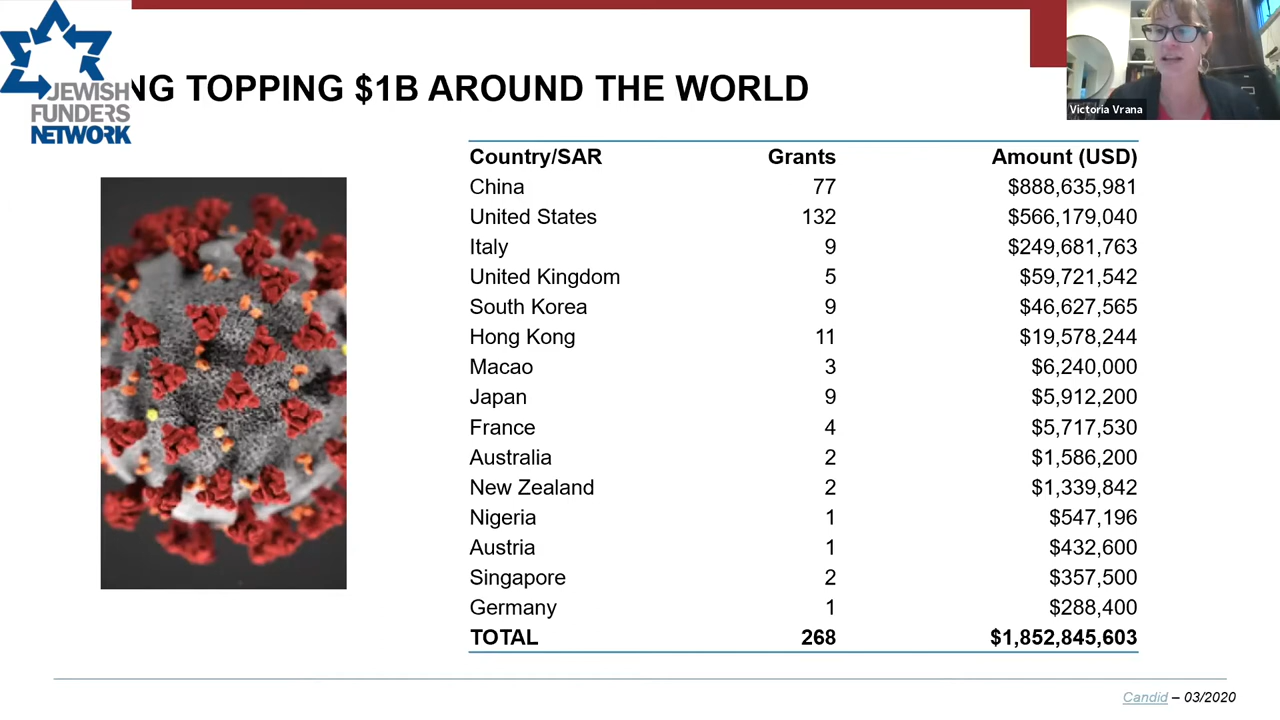 JEWISH
FUNDERS
NETWORK
NG TOPPING $1B AROUND THE WORLD
Victoria Vrana
Country/SAR Grants Amount (USD)
China 77 $888,635,981
United States 132 $566,179,040
Italy 9 $249,681,763
United Kingdom 5 $59,721,542
South Korea 9 $46,627,565
Hong Kong 11 $19,578,244
Macao 3 $6,240,000
Japan 9 $5,912,200
France 4 $5,717,530
Australia 2 $1,586,200
New Zealand 2 $1,339,842
Nigeria 1 $547,196
Austria 1 $432,600
Singapore 2 $357,500
Germany 1 $288,400
TOTAL 268 $1,852,845,603
Candid – 03/2020